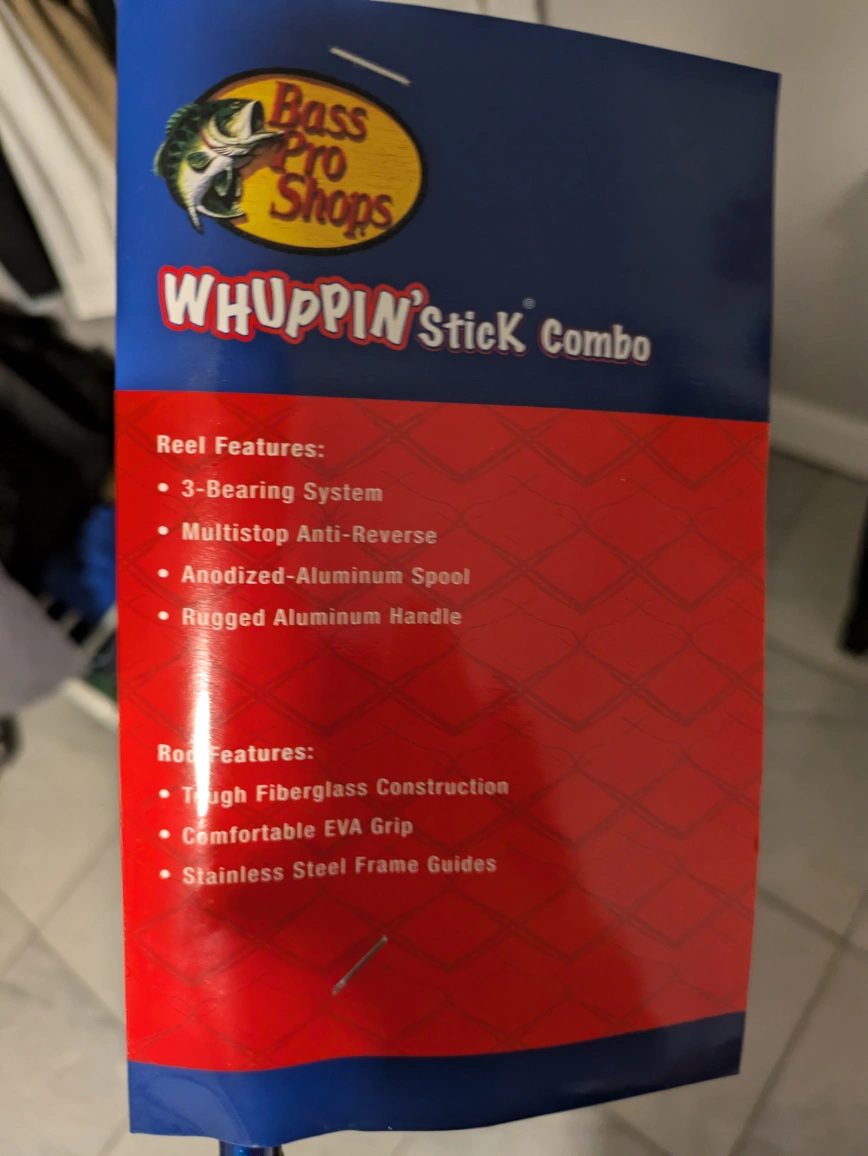 Bass
Pro
Shops
WHUPPIN' Stick® Combo
Reel Features:
• 3-Bearing System
• Multistop Anti-Reverse
• Anodized-Aluminum Spool
• Rugged Aluminum Handle
Rod Features:
• Tough Fiberglass Construction
• Comfortable EVA Grip
• Stainless Steel Frame Guides